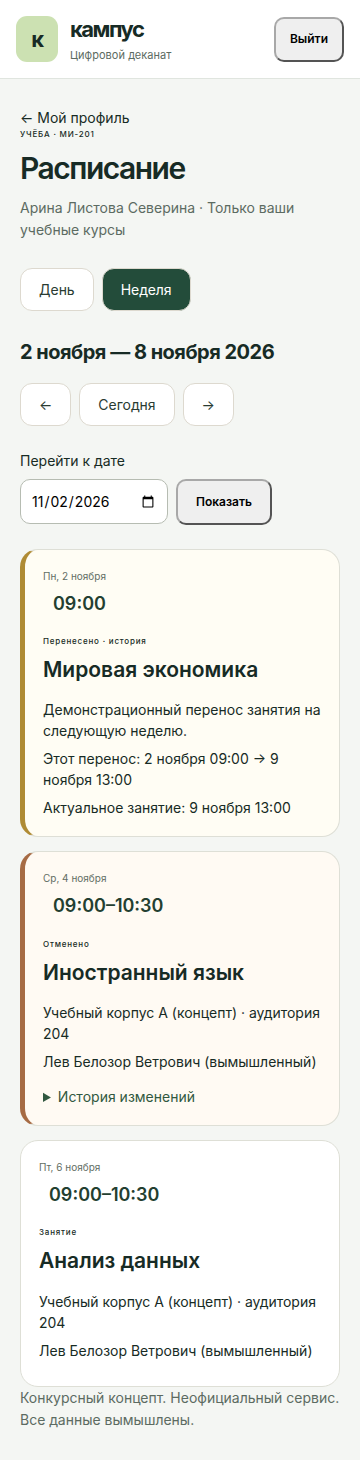 к
кампус
Цифровой деканат
Выйти
← Мой профиль
УЧЁБА · МИ-201
Расписание
Арина Листова Северина · Только ваши
учебные курсы
День
Неделя
2 ноября — 8 ноября 2026
←
Сегодня
→
Перейти к дате
11/02/2026
Показать
Пн, 2 ноября
09:00
Перенесено · история
Мировая экономика
Демонстрационный перенос занятия на
следующую неделю.
Этот перенос: 2 ноября 09:00 → 9
ноября 13:00
Актуальное занятие: 9 ноября 13:00
Ср, 4 ноября
09:00–10:30
Отменено
Иностранный язык
Учебный корпус А (концепт) · аудитория
204
Лев Белозор Ветрович (вымышленный)
▶ История изменений
Пт, 6 ноября
09:00–10:30
Занятие
Анализ данных
Учебный корпус А (концепт) · аудитория
204
Лев Белозор Ветрович (вымышленный)
Конкурсный концепт. Неофициальный сервис.
Все данные вымышлены.